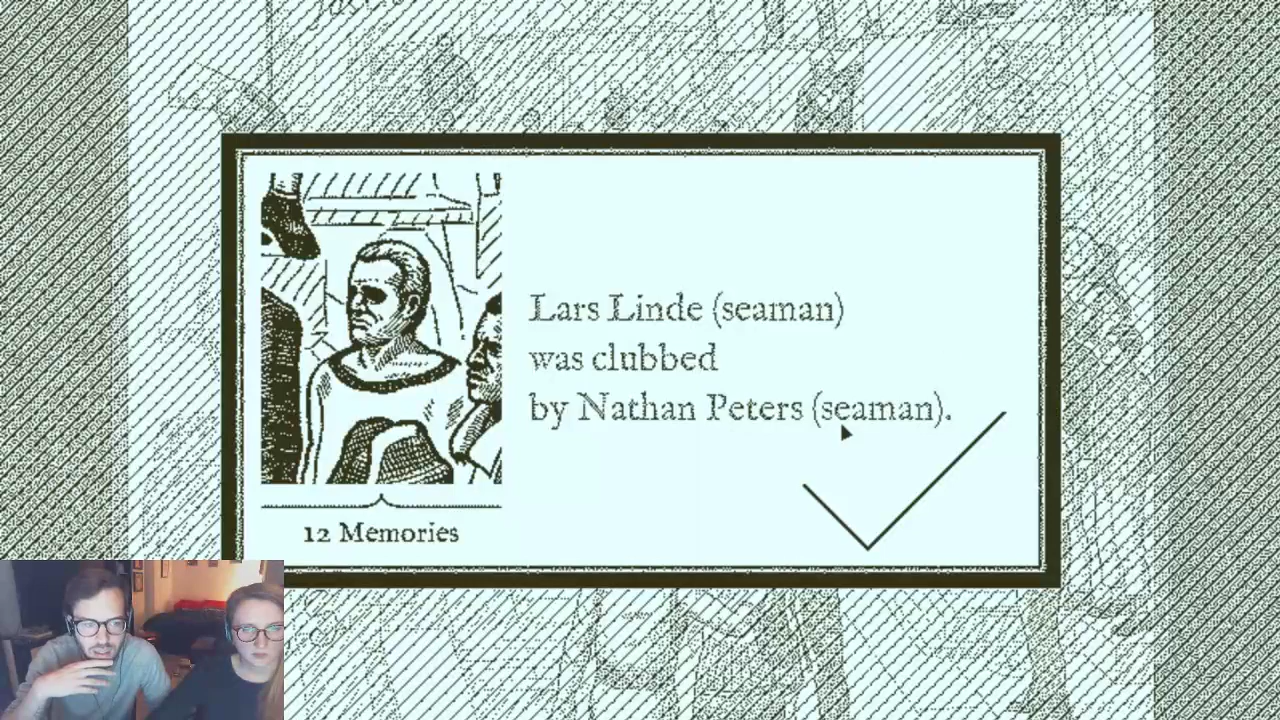 Lars Linde (seaman)
was clubbed
by Nathan Peters (seaman).
12 Memories